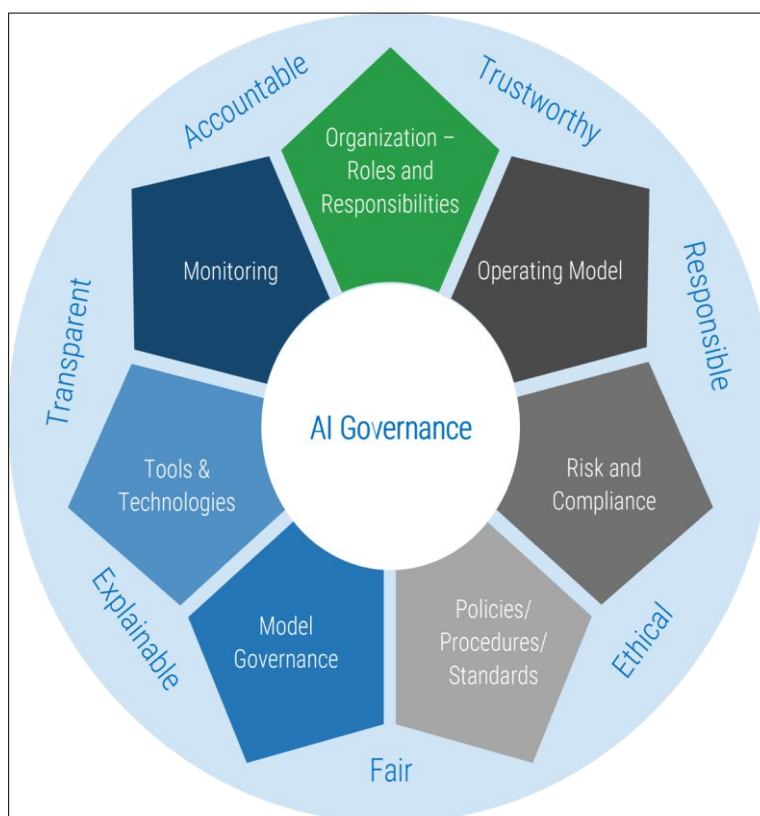 Accountable
Trustworthy
Organization –
Roles and
Responsibilities
Monitoring
Operating Model
Transparent
Responsible
AI Governance
Tools &
Technologies
Risk and
Compliance
Explainable
Model
Governance
Policies/
Procedures/
Standards
Ethical
Fair